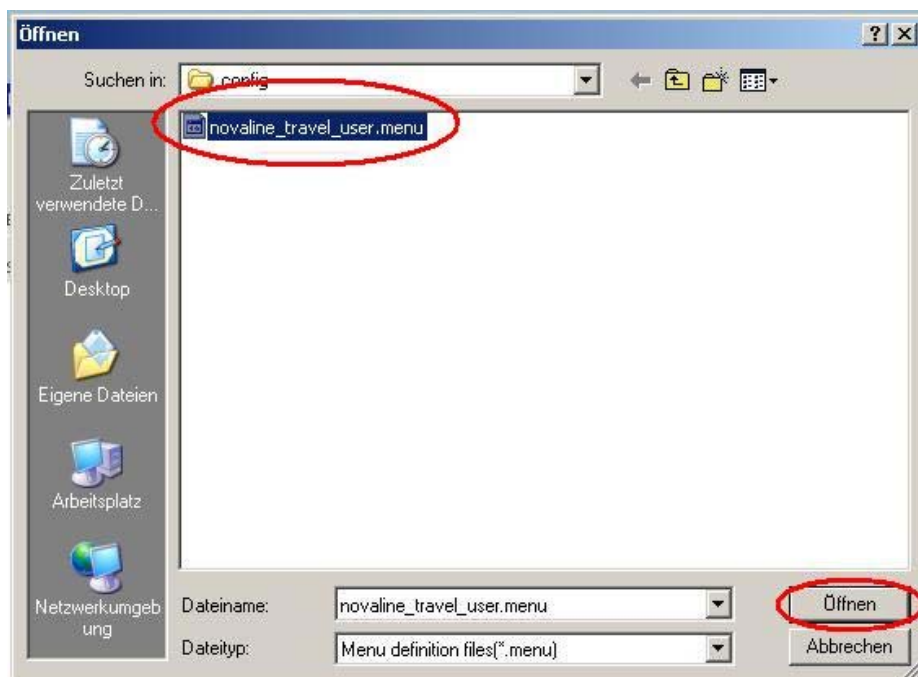 Öffnen
Suchen in:
config
novaline_travel_user.menu
Zuletzt
verwendete D...
Desktop
Eigene Dateien
Arbeitsplatz
Netzwerkumgeb
ung
Dateiname:
novaline_travel_user.menu
Öffnen
Dateityp:
Menu definition files(*.menu)
Abbrechen